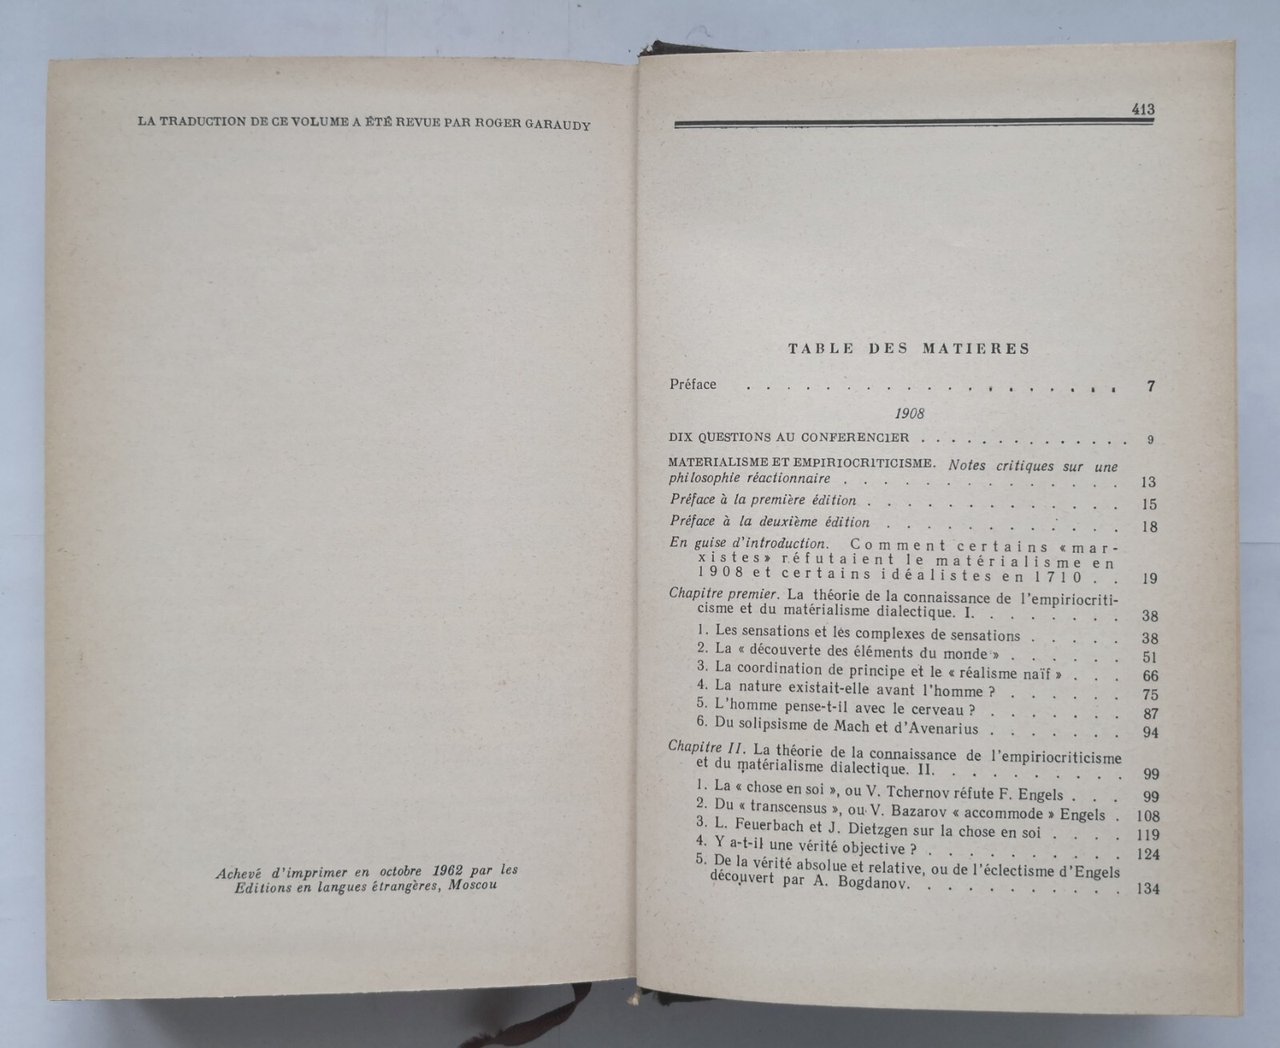 LA TRADUCTION DE CE VOLUME A ÉTÉ REVUE PAR ROGER GARAUDY
Achevé d'imprimer en octobre 1962 par les
Editions en langues étrangères, Moscou
413
TABLE DES MATIERES
Préface . . . . . . . . . . . . . . . . . . . 7
1908
DIX QUESTIONS AU CONFERENCIER . . . . . . . . . . . . . 9
MATERIALISME ET EMPIRIOCRITICISME. Notes critiques sur une
philosophie réactionnaire . . . . . . . . . . . . . . 13
Préface à la première édition . . . . . . . . . . . . . 15
Préface à la deuxième édition . . . . . . . . . . . . 18
En guise d'introduction. Comment certains «mar-
xistes» réfutaient le matérialisme en
1908 et certains idéalistes en 1710 . . 19
Chapitre premier. La théorie de la connaissance de l'empiriocriti-
cisme et du matérialisme dialectique. I. . . . . . . . 38
1. Les sensations et les complexes de sensations . . . . . 38
2. La « découverte des éléments du monde » . . . . . . 51
3. La coordination de principe et le « réalisme naïf » . . . 66
4. La nature existait-elle avant l'homme ? . . . . . . 75
5. L'homme pense-t-il avec le cerveau ? . . . . . . . 87
6. Du solipsisme de Mach et d'Avenarius . . . . . . . 94
Chapitre II. La théorie de la connaissance de l'empiriocriticisme
et du matérialisme dialectique. II. . . . . . . . . . 99
1. La « chose en soi », ou V. Tchernov réfute F. Engels . . . 99
2. Du « transcensus », ou V. Bazarov « accommode » Engels . 108
3. L. Feuerbach et J. Dietzgen sur la chose en soi . . . . 119
4. Y a-t-il une vérité objective ? . . . . . . . . . . 124
5. De la vérité absolue et relative, ou de l'éclectisme d'Engels
découvert par A. Bogdanov. . . . . . . . . . . 134